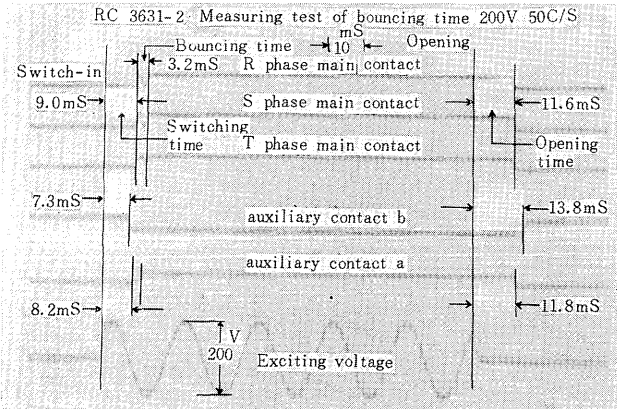 RC 3631-2 Measuring test of bouncing time 200V 50C/S
Bouncing time
mS
10
Opening
3.2mS
R phase main contact
Switch-in
9.0mS
S phase main contact
11.6mS
Switching
time
T phase main contact
Opening
time
7.3mS
auxiliary contact b
13.8mS
auxiliary contact a
8.2mS
11.8mS
V
200
Exciting voltage